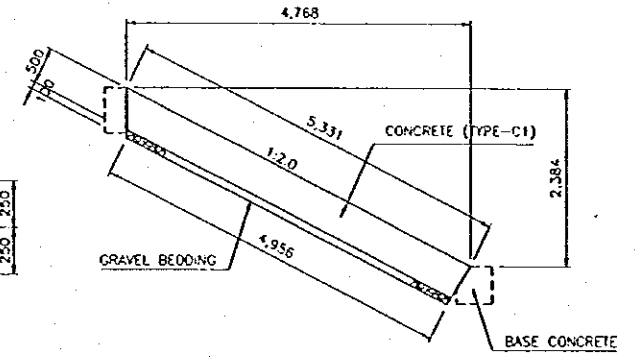 4,768
500
100
5,331
CONCRETE (TYPE-C1)
1:2.0
2,384
250 250
4,956
GRAVEL BEDDING
BASE CONCRETE